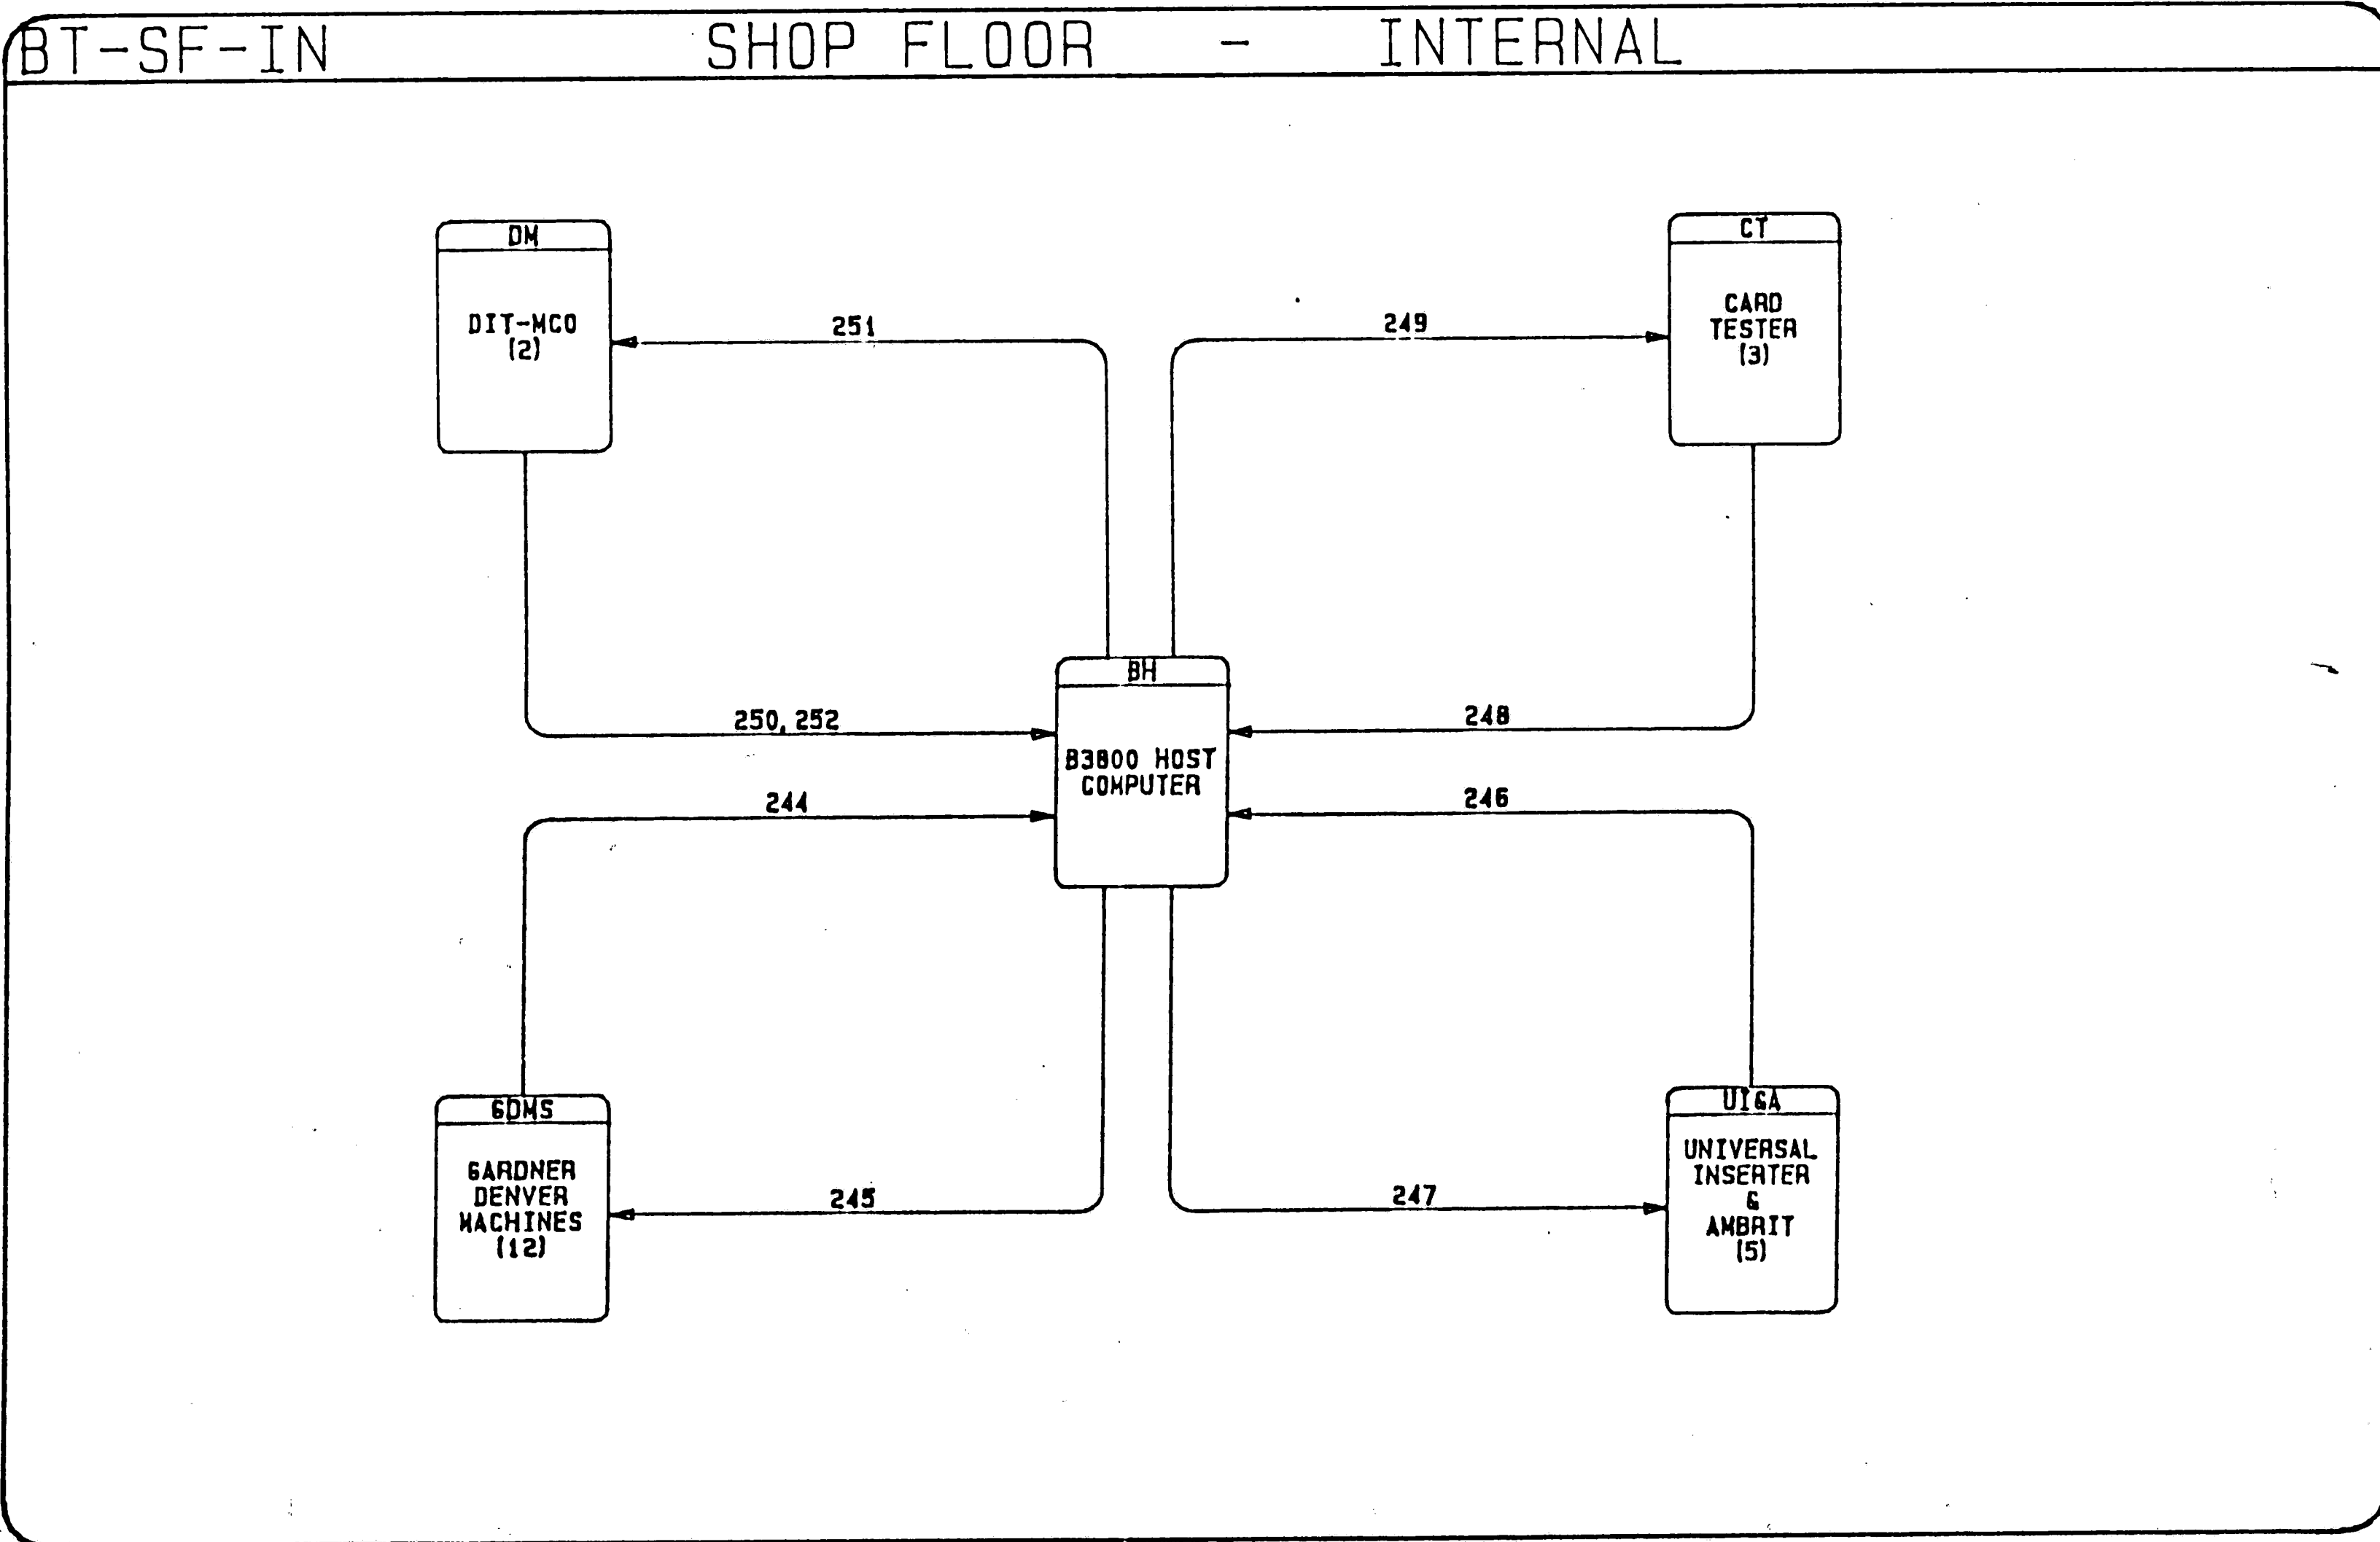 BT-SF-IN
SHOP FLOOR - INTERNAL
DM
DIT-MCO
(2)
CT
CARD
TESTER
(3)
251
249
BH
B3800 HOST
COMPUTER
250, 252
248
244
246
GDMS
GARDNER
DENVER
MACHINES
(12)
UI&A
UNIVERSAL
INSERTER
&
AMBRIT
(5)
245
247